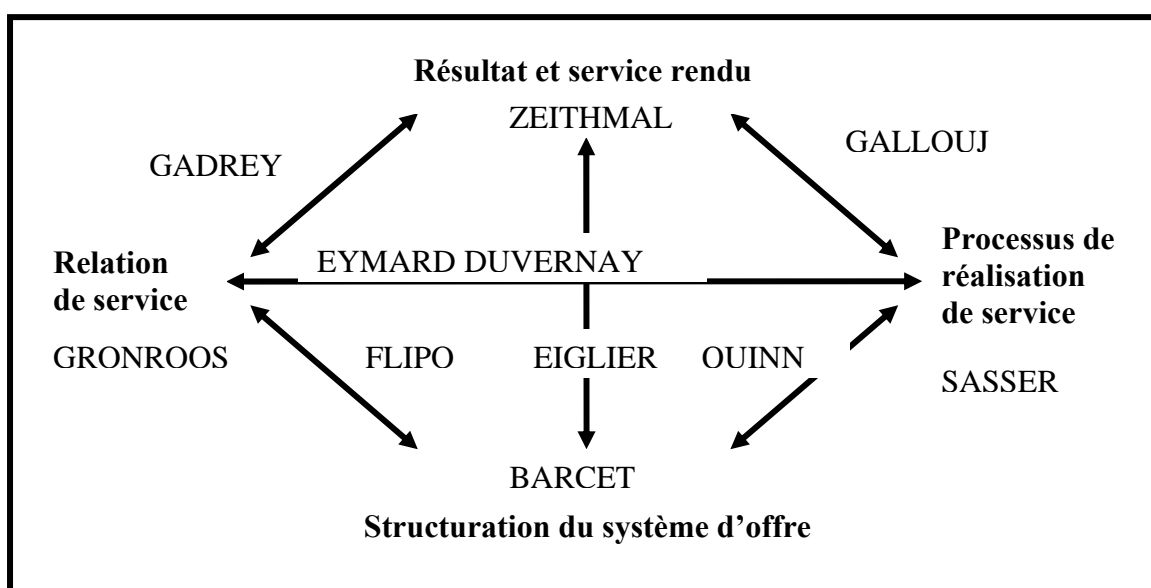 Résultat et service rendu
ZEITHMAL
GADREY
GALLOUJ
Relation
de service
EYMARD DUVERNAY
Processus de
réalisation
de service
GRONROOS
FLIPO
EIGLIER
OUINN
SASSER
BARCET
Structuration du système d’offre